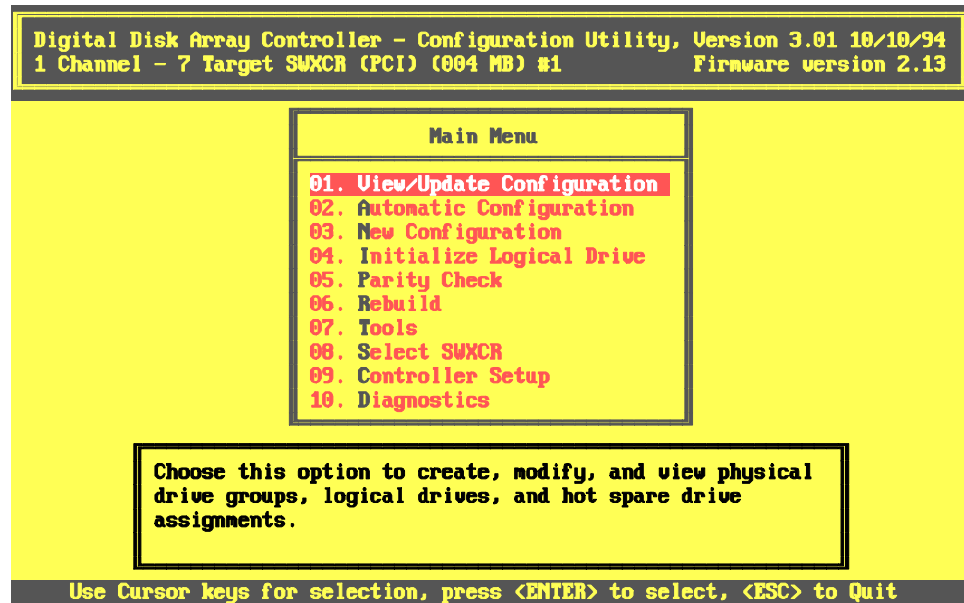 Digital Disk Array Controller - Configuration Utility, Version 3.01 10/10/94
1 Channel - 7 Target SWXCR (PCI) (004 MB) #1 Firmware version 2.13
Main Menu
01. View/Update Configuration
02. Automatic Configuration
03. New Configuration
04. Initialize Logical Drive
05. Parity Check
06. Rebuild
07. Tools
08. Select SWXCR
09. Controller Setup
10. Diagnostics
Choose this option to create, modify, and view physical
drive groups, logical drives, and hot spare drive
assignments.
Use Cursor keys for selection, press <ENTER> to select, <ESC> to Quit